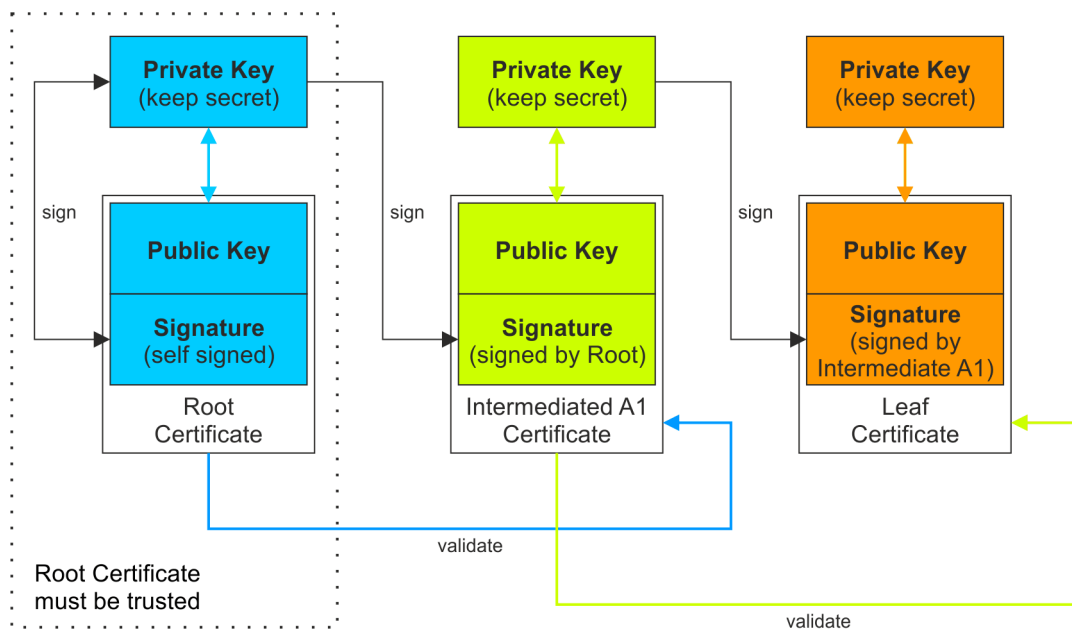 Private Key
(keep secret)
Private Key
(keep secret)
Private Key
(keep secret)
sign
sign
sign
Public Key
Public Key
Public Key
Signature
(self signed)
Signature
(signed by Root)
Signature
(signed by
Intermediate A1)
Root
Certificate
Intermediated A1
Certificate
Leaf
Certificate
validate
Root Certificate
must be trusted
validate